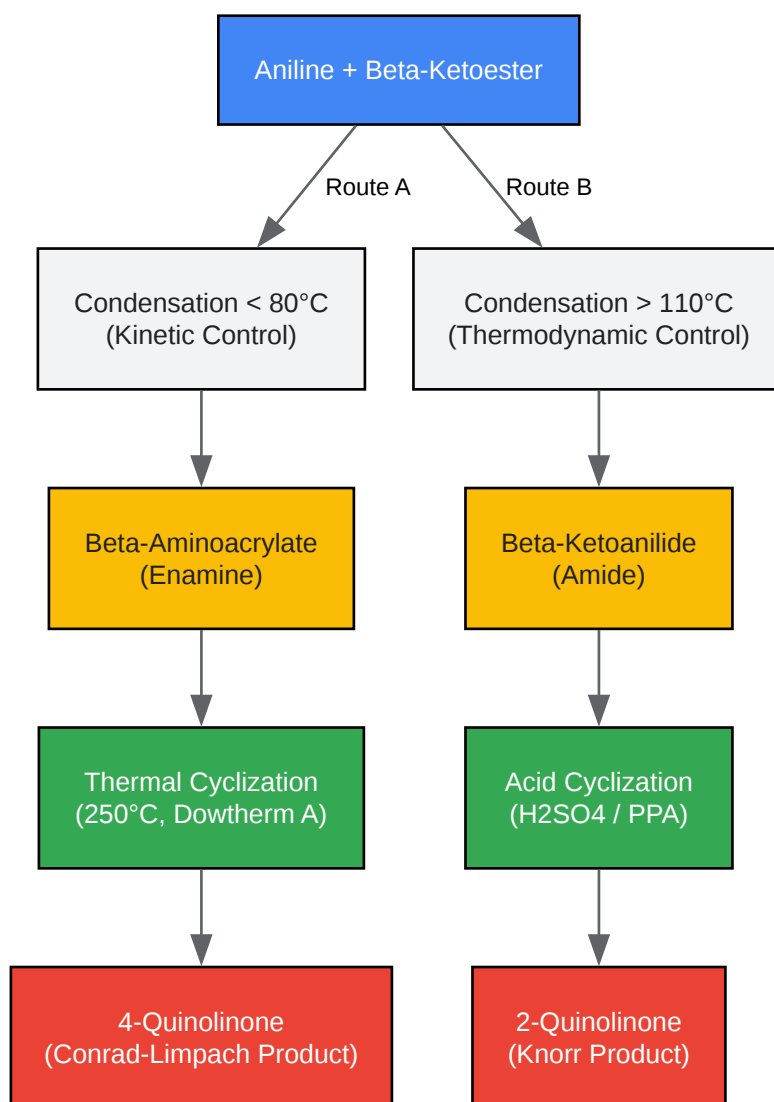 Aniline + Beta-Ketoester
Route A
Route B
Condensation < 80°C
(Kinetic Control)
Condensation > 110°C
(Thermodynamic Control)
Beta-Aminoacrylate
(Enamine)
Beta-Ketoanilide
(Amide)
Thermal Cyclization
(250°C, Dowtherm A)
Acid Cyclization
(H2SO4 / PPA)
4-Quinolinone
(Conrad-Limpach Product)
2-Quinolinone
(Knorr Product)